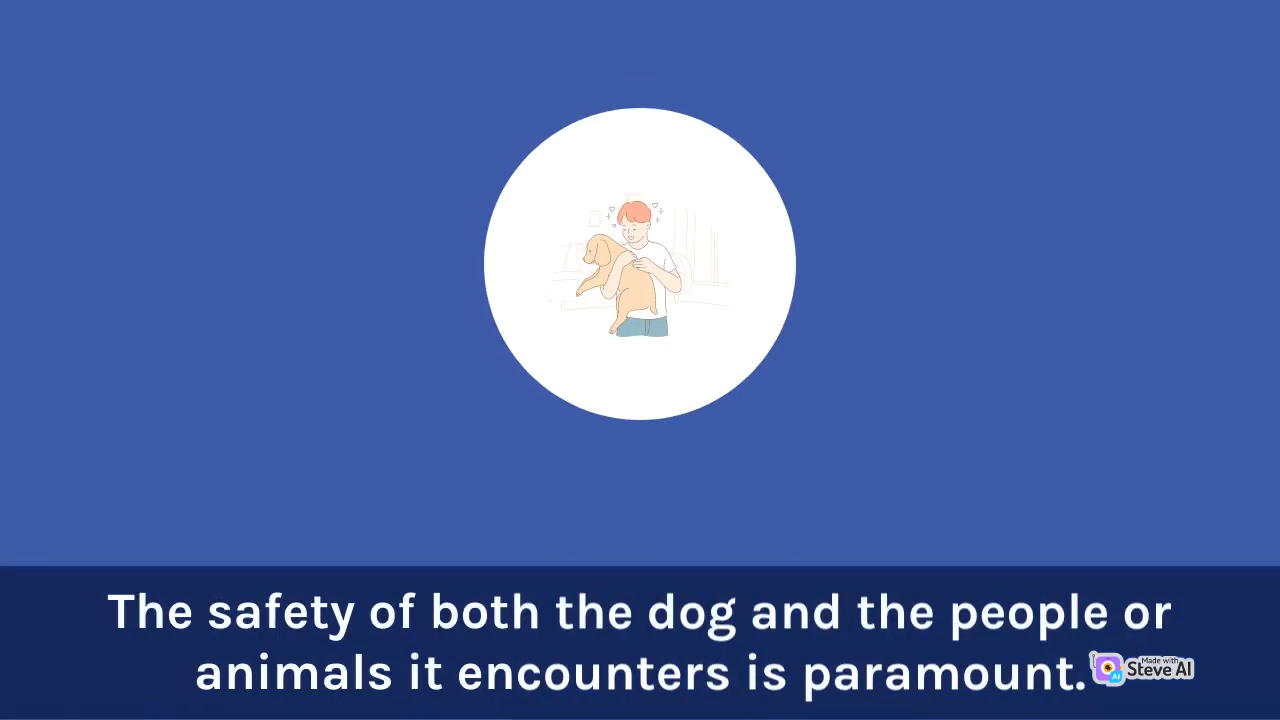 The safety of both the dog and the people or
animals it encounters is paramount.
Made with
Steve AI
AI